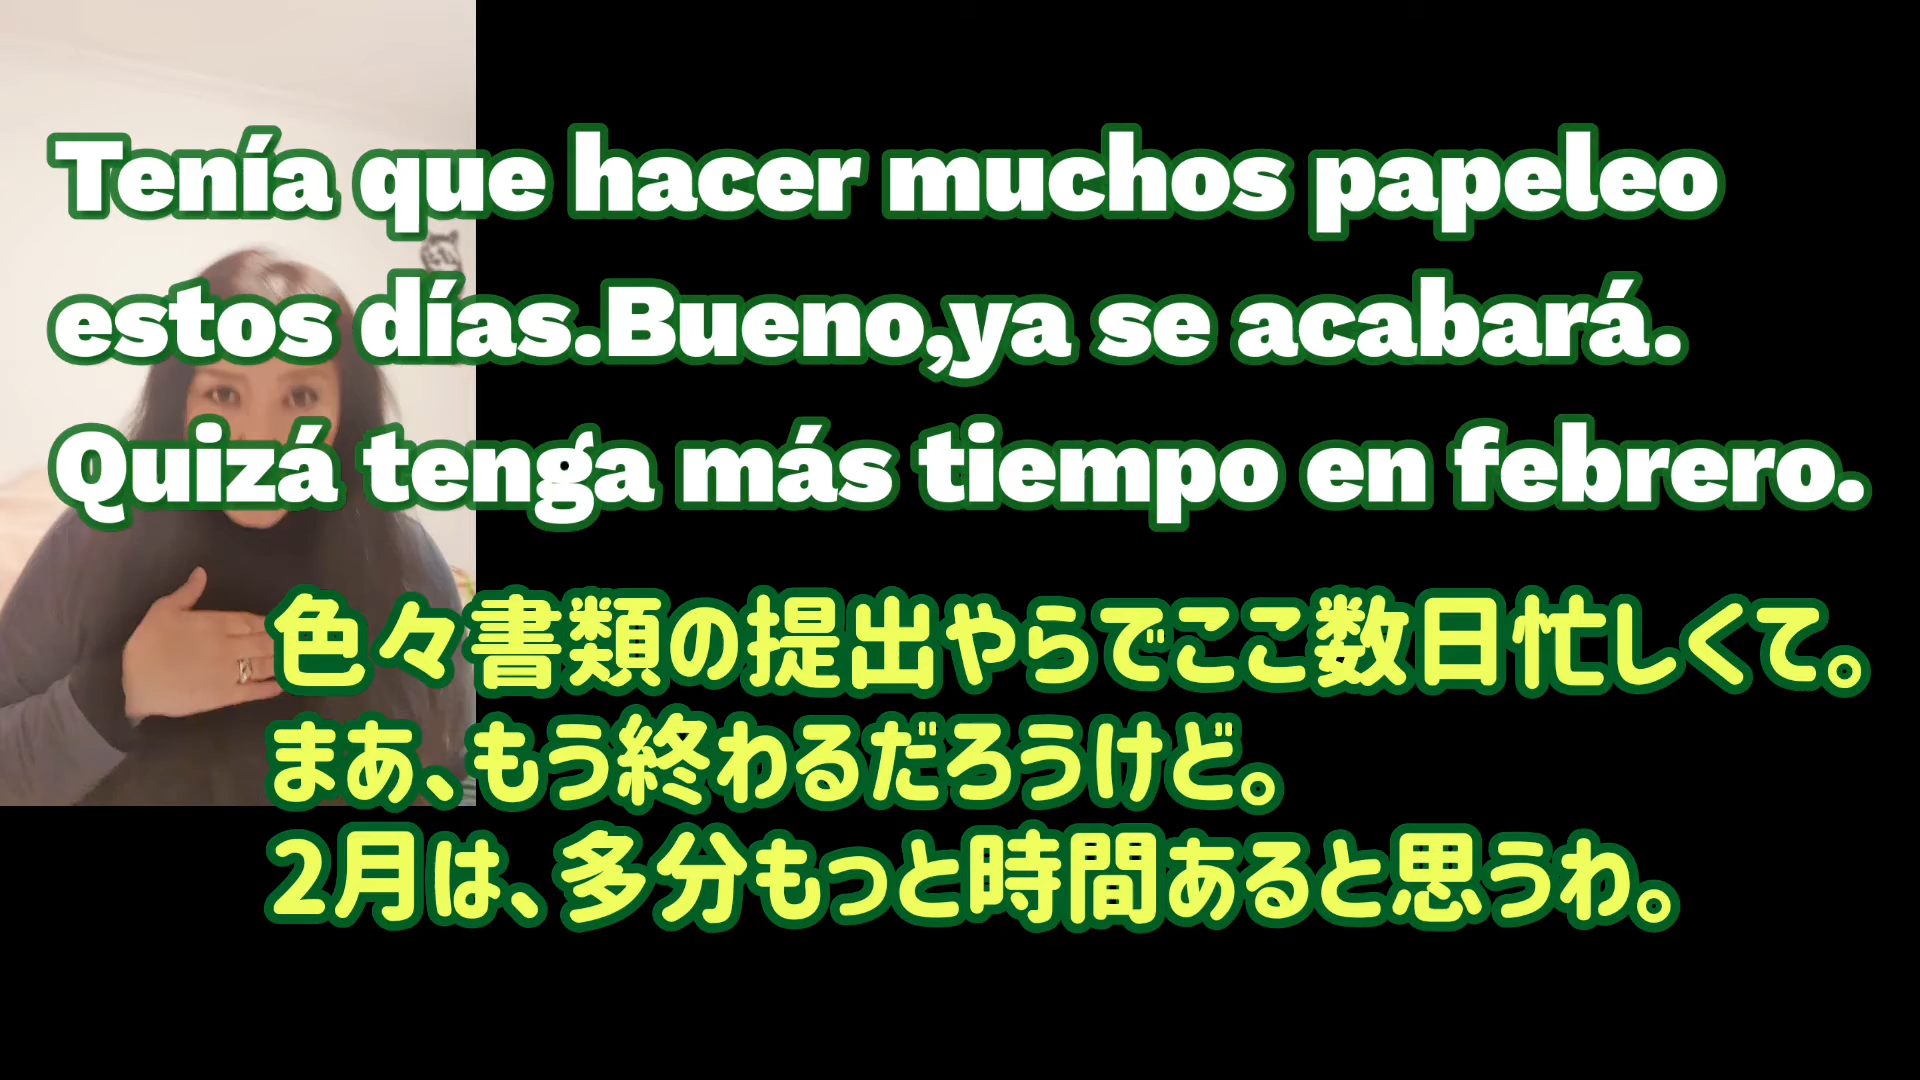 Tenía que hacer muchos papeleo
estos días.Bueno,ya se acabará.
Quizá tenga más tiempo en febrero.
色々書類の提出やらでここ数日忙しくて。
まあ、もう終わるだろうけど。
2月は、多分もっと時間あると思うわ。